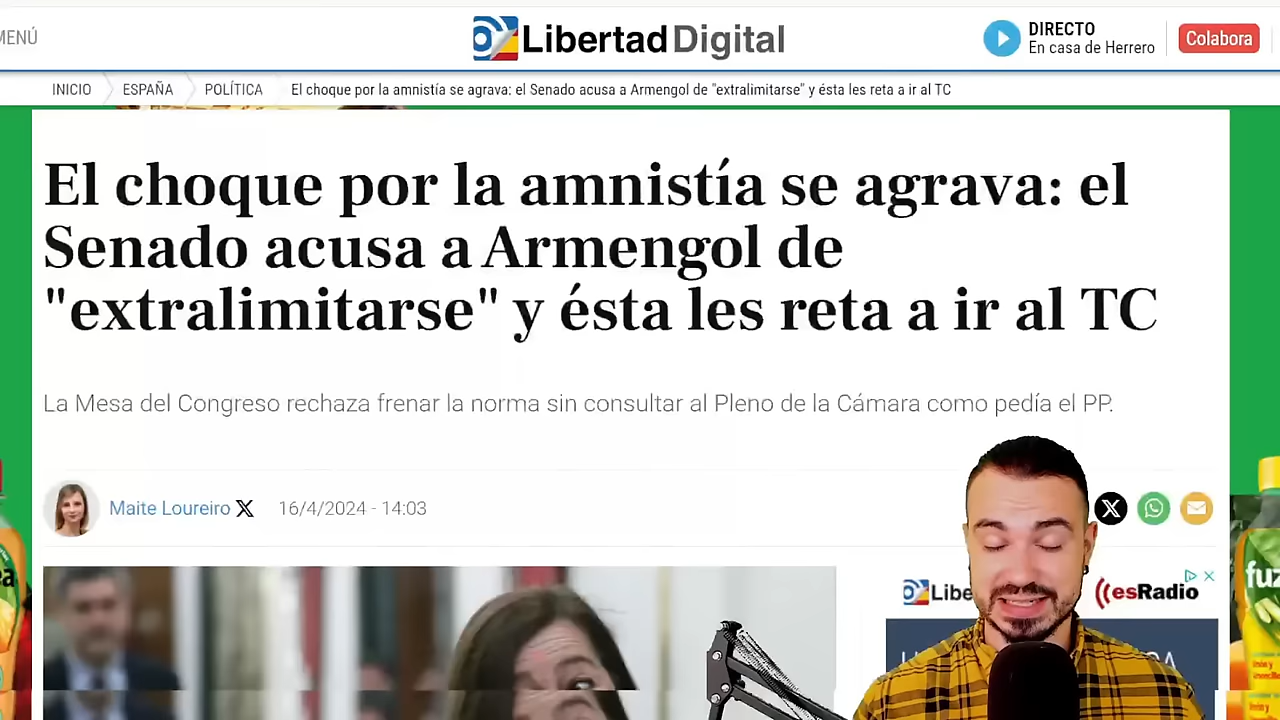 MENÚ
Libertad Digital
DIRECTO
En casa de Herrero
Colabora
INICIO
ESPAÑA
POLÍTICA
El choque por la amnistía se agrava: el Senado acusa a Armengol de "extralimitarse" y ésta les reta a ir al TC
El choque por la amnistía se agrava: el
Senado acusa a Armengol de
"extralimitarse" y ésta les reta a ir al TC
La Mesa del Congreso rechaza frenar la norma sin consultar al Pleno de la Cámara como pedía el PP.
Maite Loureiro
16/4/2024 - 14:03
esRadio